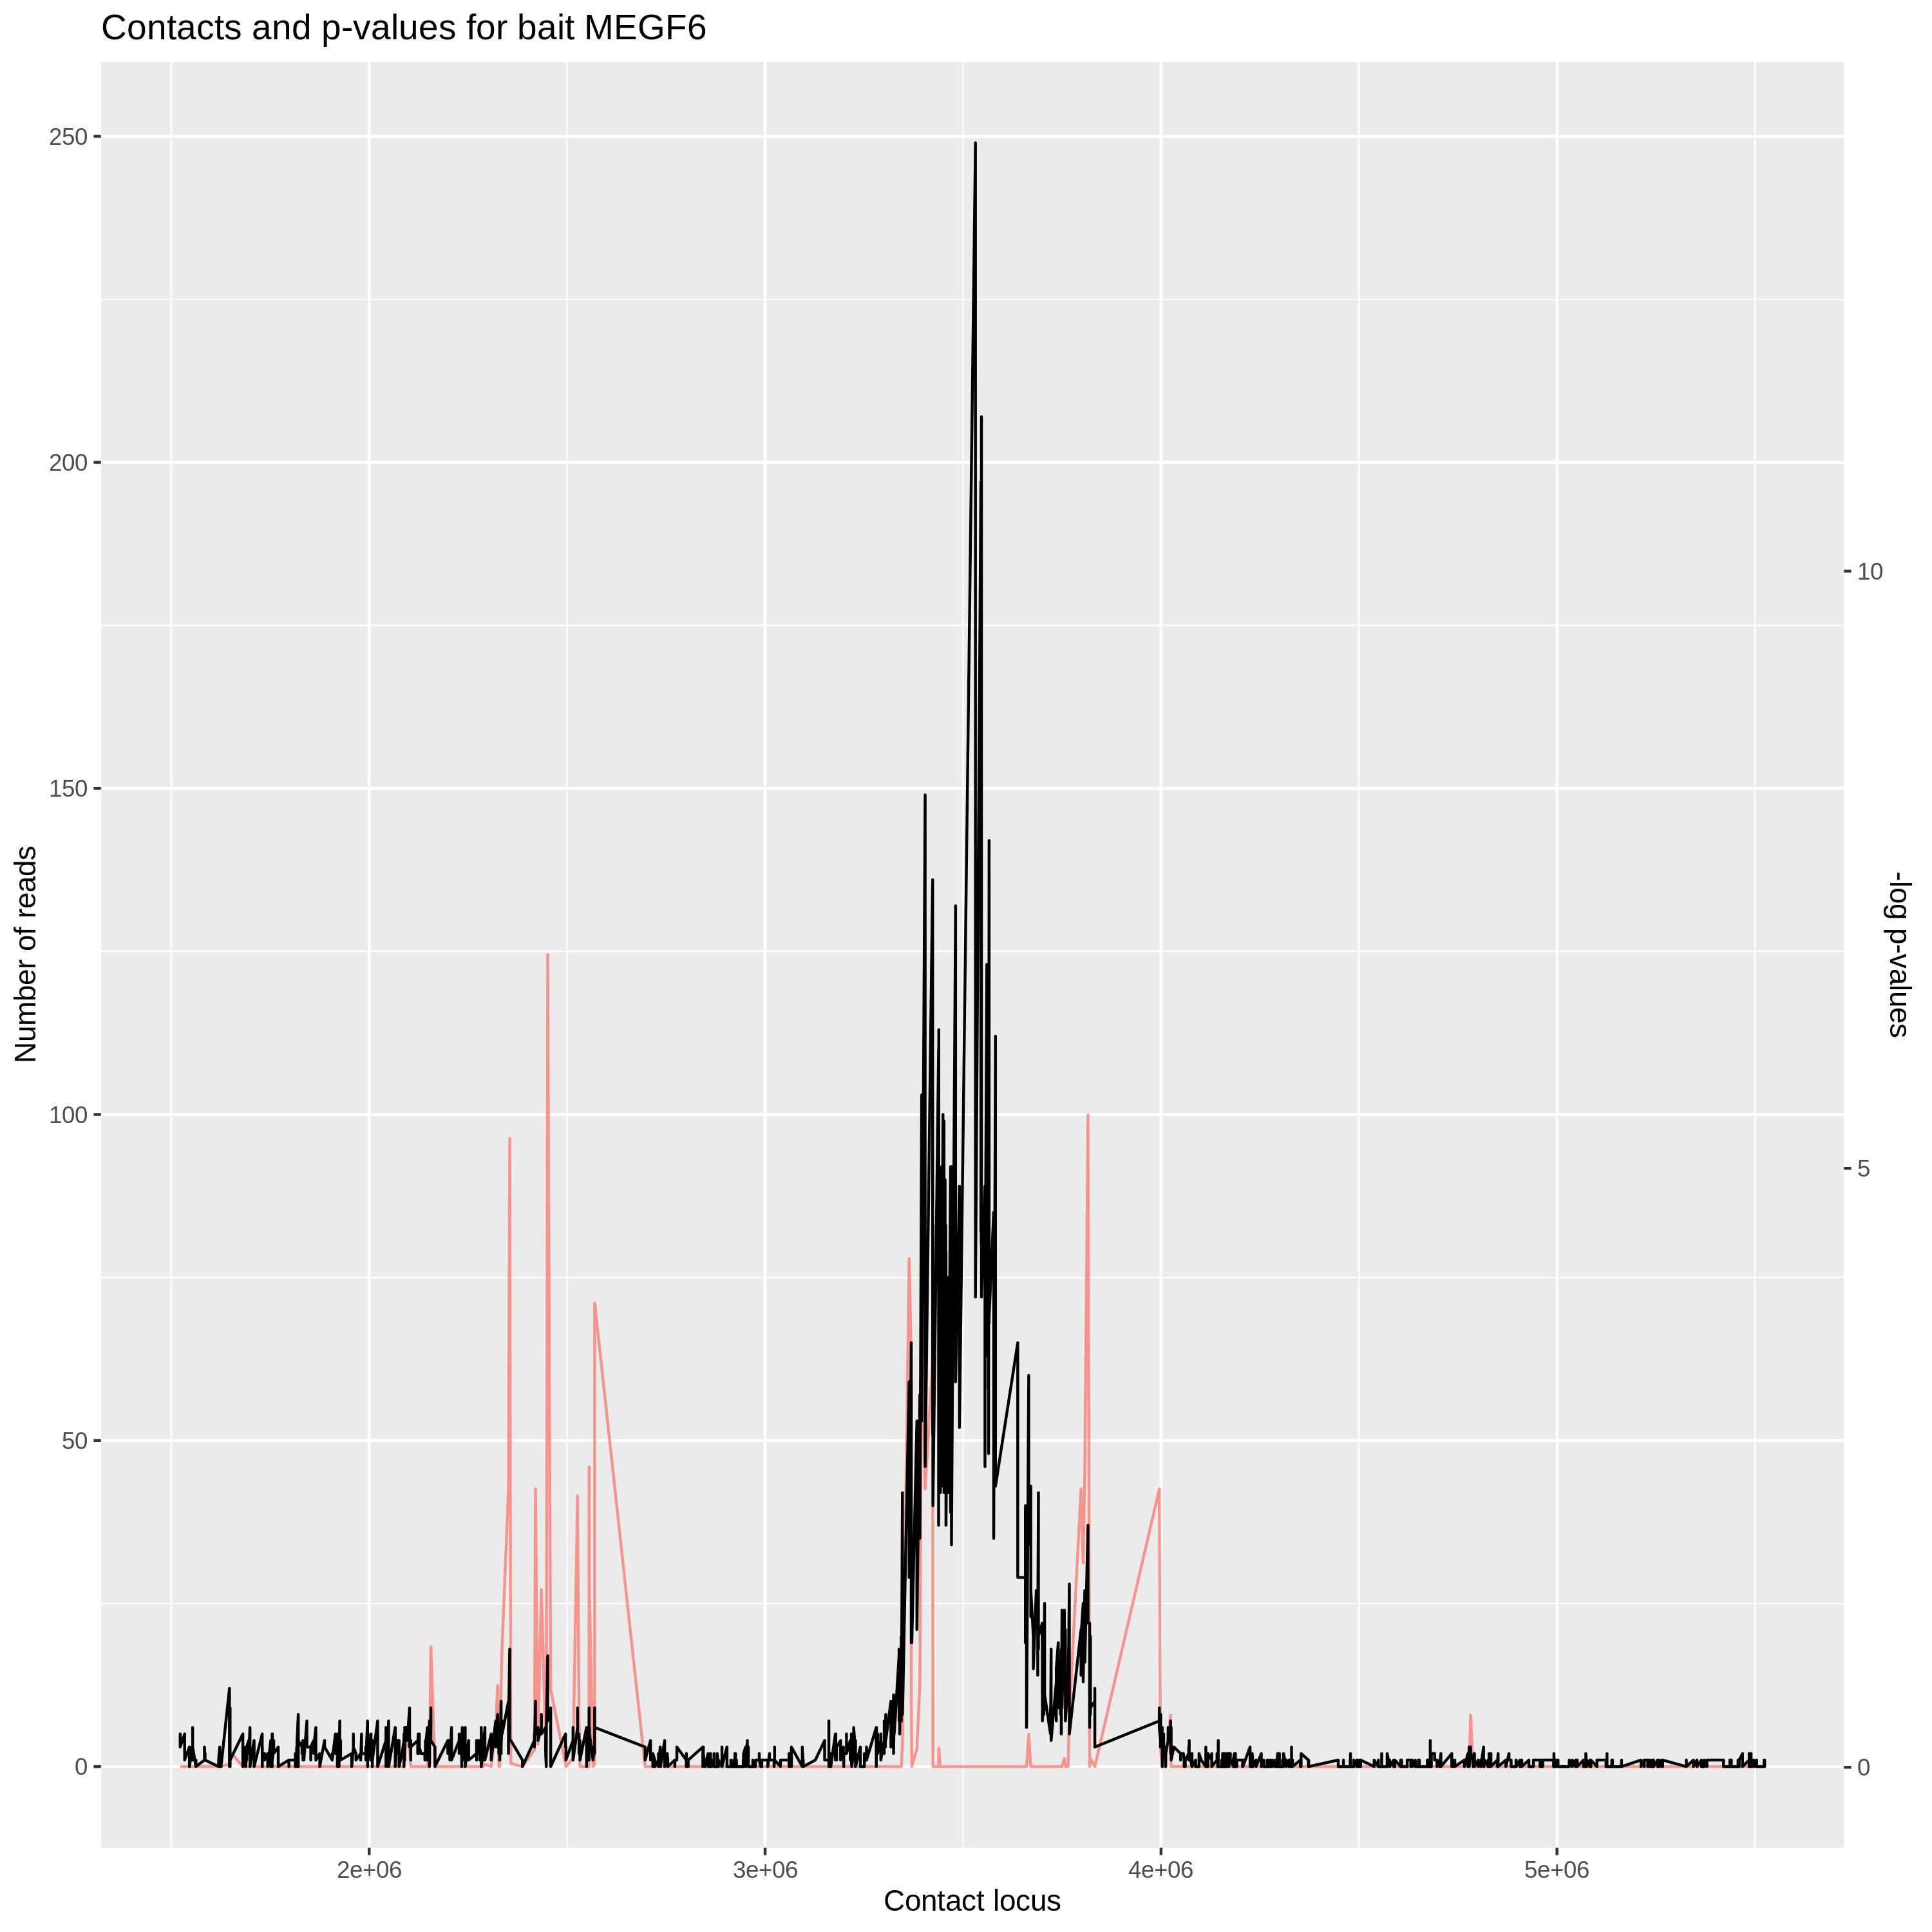 Contacts and p-values for bait MEGF6
250
200
150
100
50
0
Number of reads
10
5
0
-log p-values
2e+06
3e+06
4e+06
5e+06
Contact locus